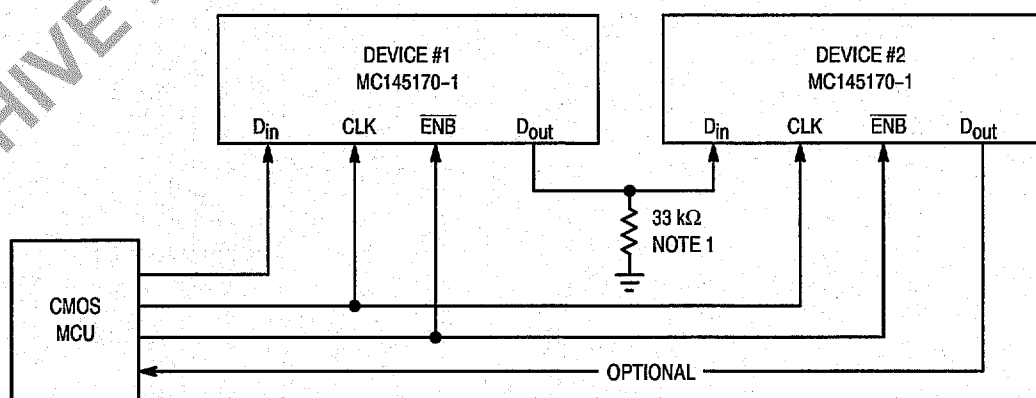 HIVE
DEVICE #1
MC145170-1
Din CLK ENB Dout
DEVICE #2
MC145170-1
Din CLK ENB Dout
33 kΩ
NOTE 1
CMOS
MCU
OPTIONAL